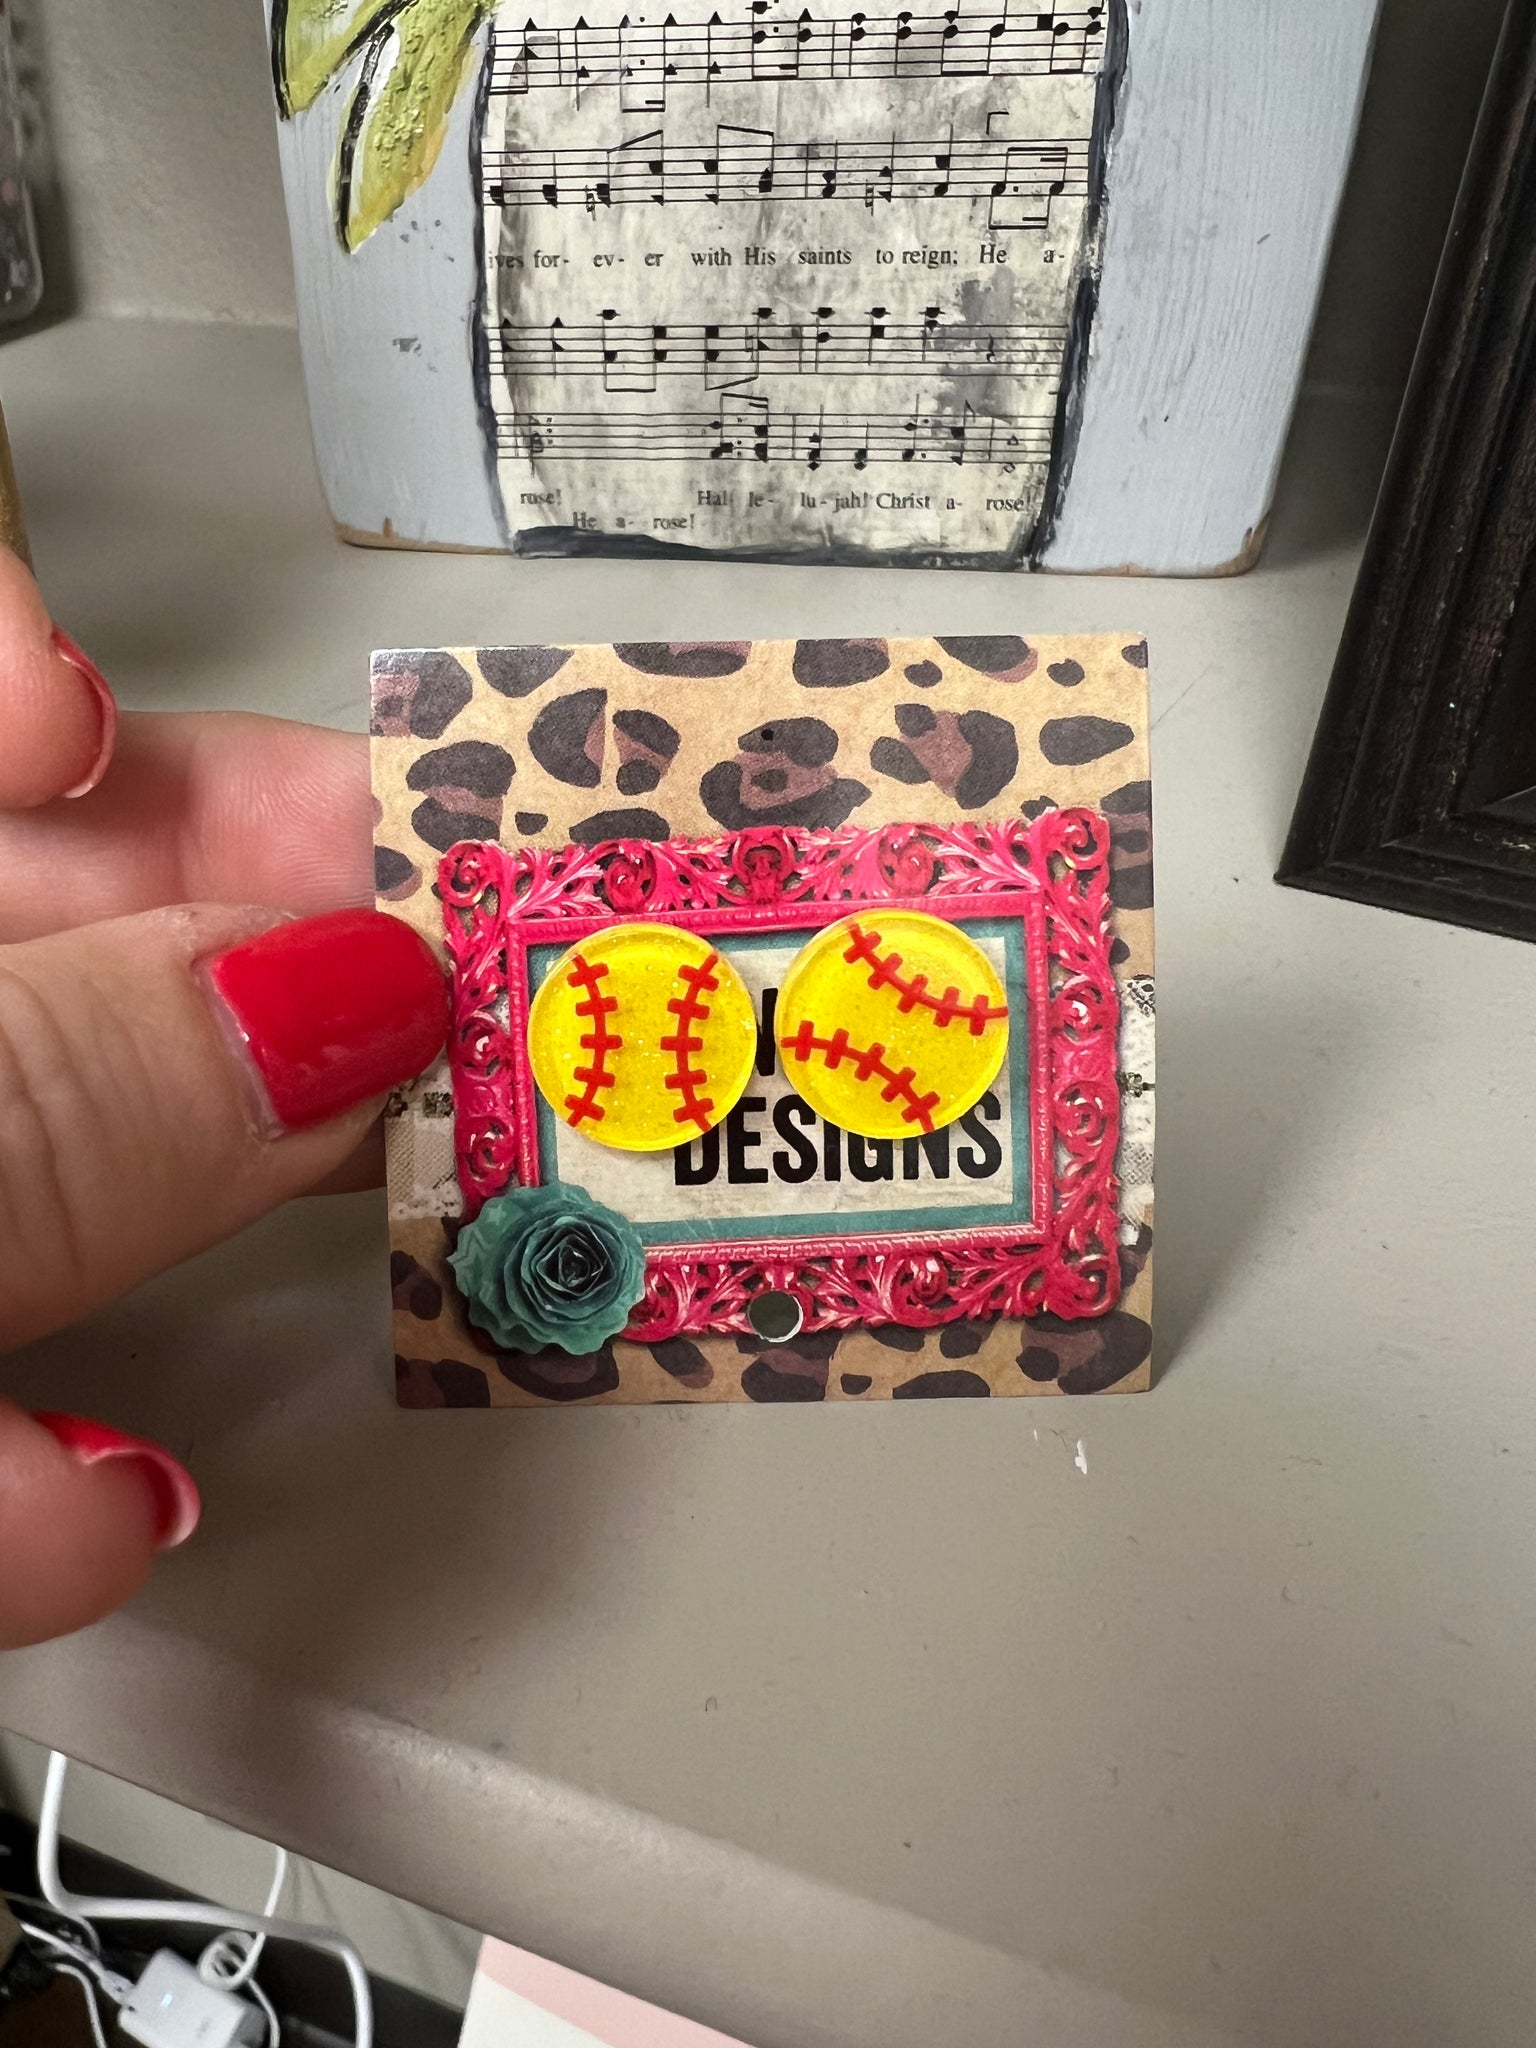 for- ev- er with His saints to reign; He a-
rose! Hal- le- lu- jah! Christ a- rose!
He a- rose!
DESIGNS